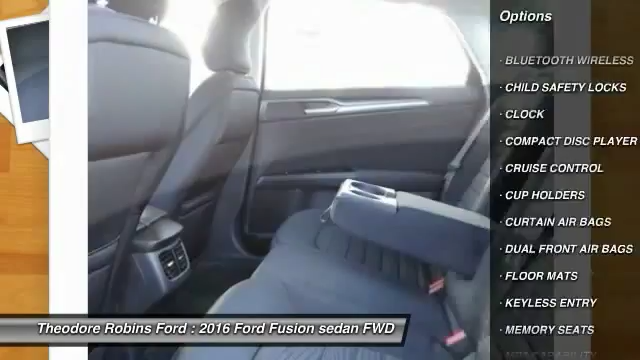 Options
· BLUETOOTH WIRELESS
· CHILD SAFETY LOCKS
· CLOCK
· COMPACT DISC PLAYER
· CRUISE CONTROL
· CUP HOLDERS
· CURTAIN AIR BAGS
· DUAL FRONT AIR BAGS
· FLOOR MATS
· KEYLESS ENTRY
· MEMORY SEATS
Theodore Robins Ford : 2016 Ford Fusion sedan FWD